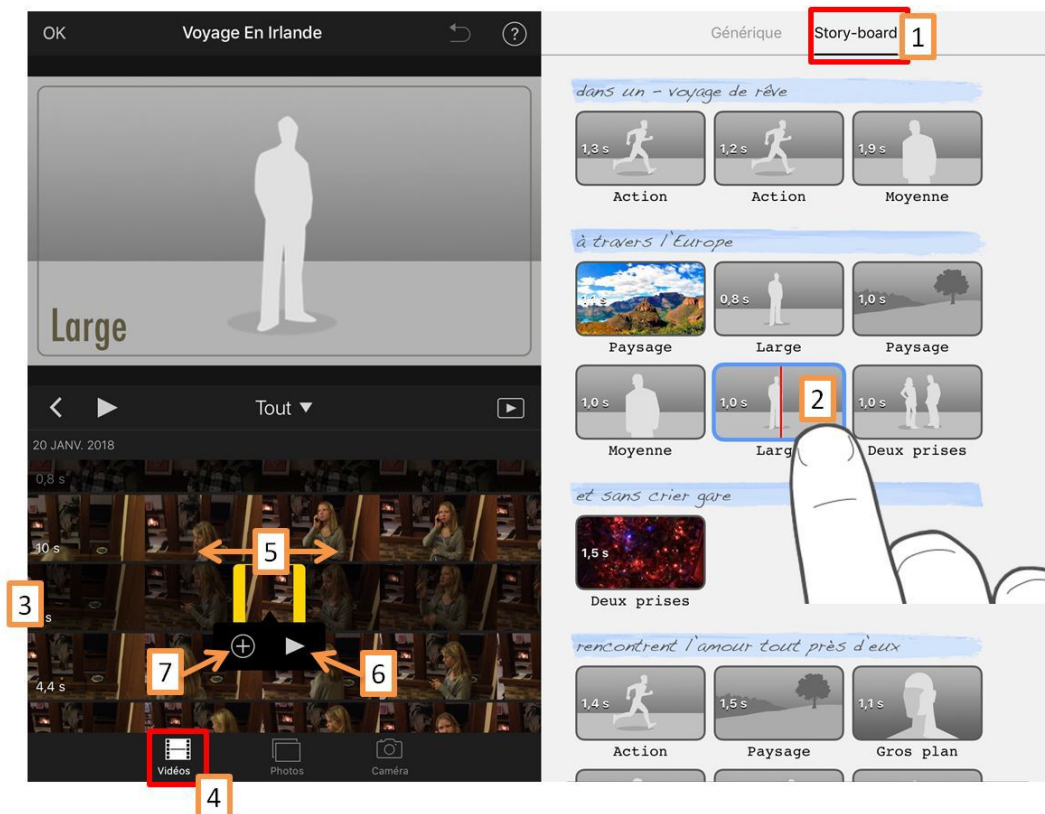 OK
Voyage En Irlande
?
Générique
Story-board
1
dans un - voyage de rêve
1,3 s
1,2 s
1,9 s
Action
Action
Moyenne
à travers l'Europe
0,8 s
1,0 s
Paysage
Large
Paysage
1,0 s
1,0 s
2
1,0 s
Moyenne
Larg
Deux prises
et sans crier gare
1,5 s
Deux prises
rencontrent l'amour tout près d'eux
1,4 s
1,5 s
1,1 s
Action
Paysage
Gros plan
Large
Tout
20 JANV. 2018
0,8 s
10 s
5
3
s
7
6
4,4 s
Vidéos
Photos
Caméra
4